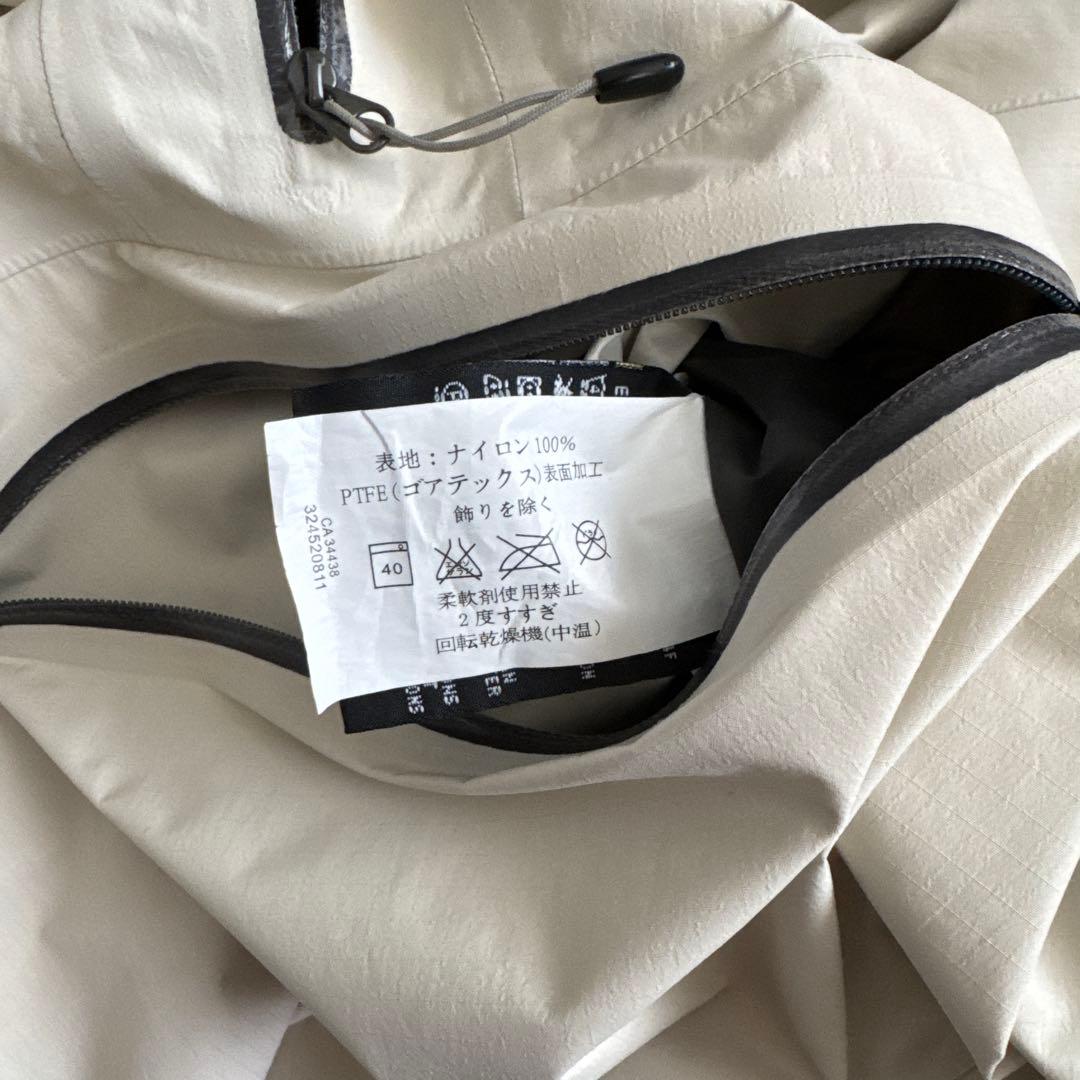 表地：ナイロン100%
PTFE(ゴアテックス)表面加工
飾りを除く
CA 34438
324520811
40
柔軟剤使用禁止
2度すすぎ
回転乾燥機(中温)